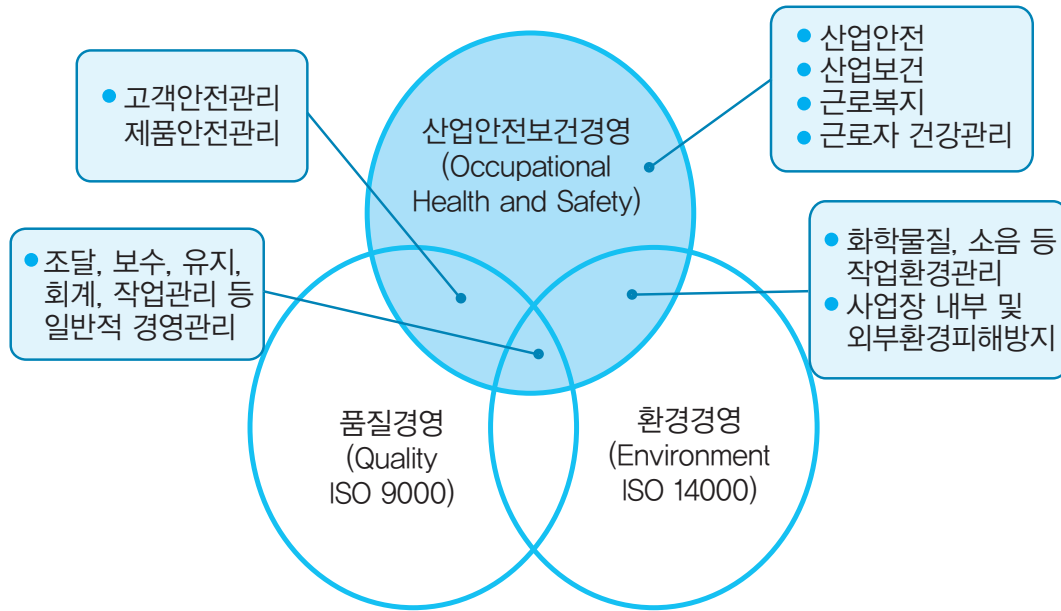 고객안전관리
제품안전관리
산업안전
산업보건
근로복지
근로자 건강관리
산업안전보건경영
(Occupational
Health and Safety)
조달, 보수, 유지,
회계, 작업관리 등
일반적 경영관리
화학물질, 소음 등
작업환경관리
사업장 내부 및
외부환경피해방지
품질경영
(Quality
ISO 9000)
환경경영
(Environment
ISO 14000)